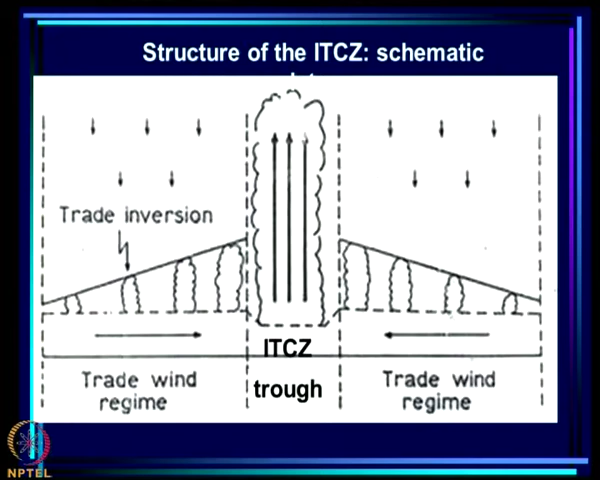 Structure of the ITCZ: schematic
Trade inversion
ITCZ
trough
Trade wind
regime
Trade wind
regime
NPTEL